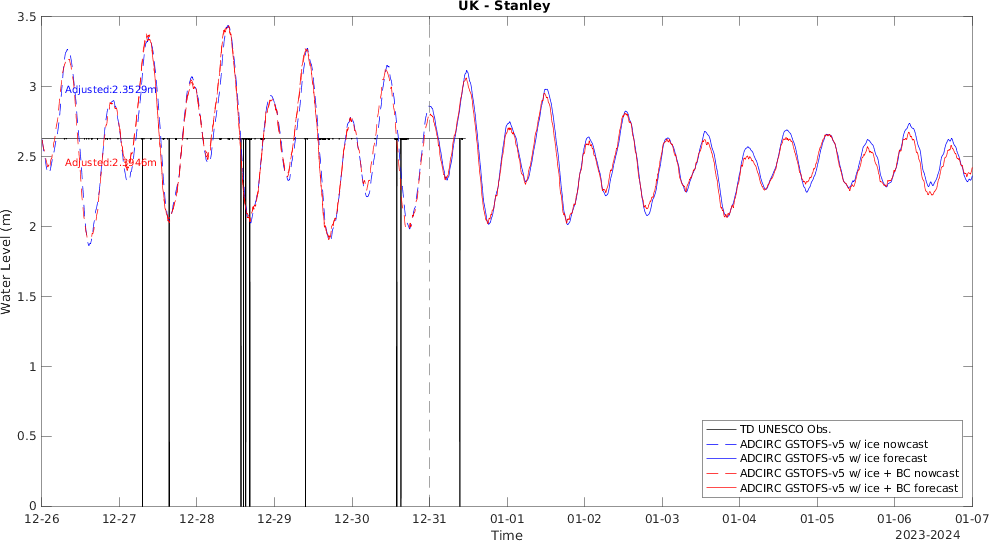 UK - Stanley
3.5
3
2.5
2
1.5
1
0.5
0
Water Level (m)
Adjusted:2.3529m
Adjusted:2.3946m
TD UNESCO Obs.
ADCIRC GSTOFS-v5 w/ ice nowcast
ADCIRC GSTOFS-v5 w/ ice forecast
ADCIRC GSTOFS-v5 w/ ice + BC nowcast
ADCIRC GSTOFS-v5 w/ ice + BC forecast
12-26 12-27 12-28 12-29 12-30 12-31 01-01 01-02 01-03 01-04 01-05 01-06 01-07
Time
2023-2024